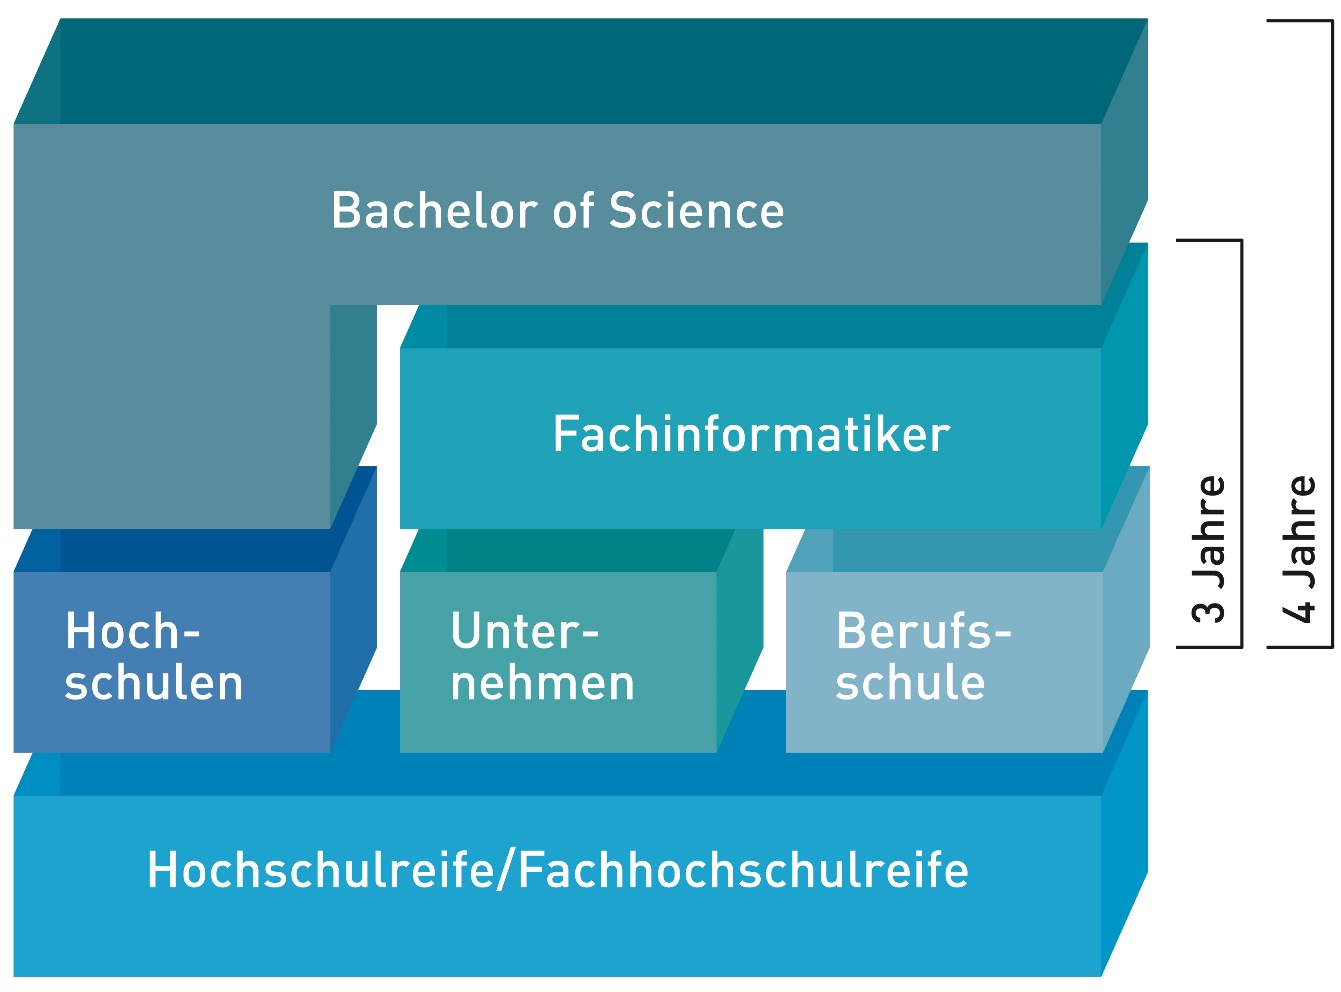 Bachelor of Science
Fachinformatiker
Hoch-
schulen
Unter-
nehmen
Berufs-
schule
Hochschulreife/Fachhochschulreife
3 Jahre
4 Jahre